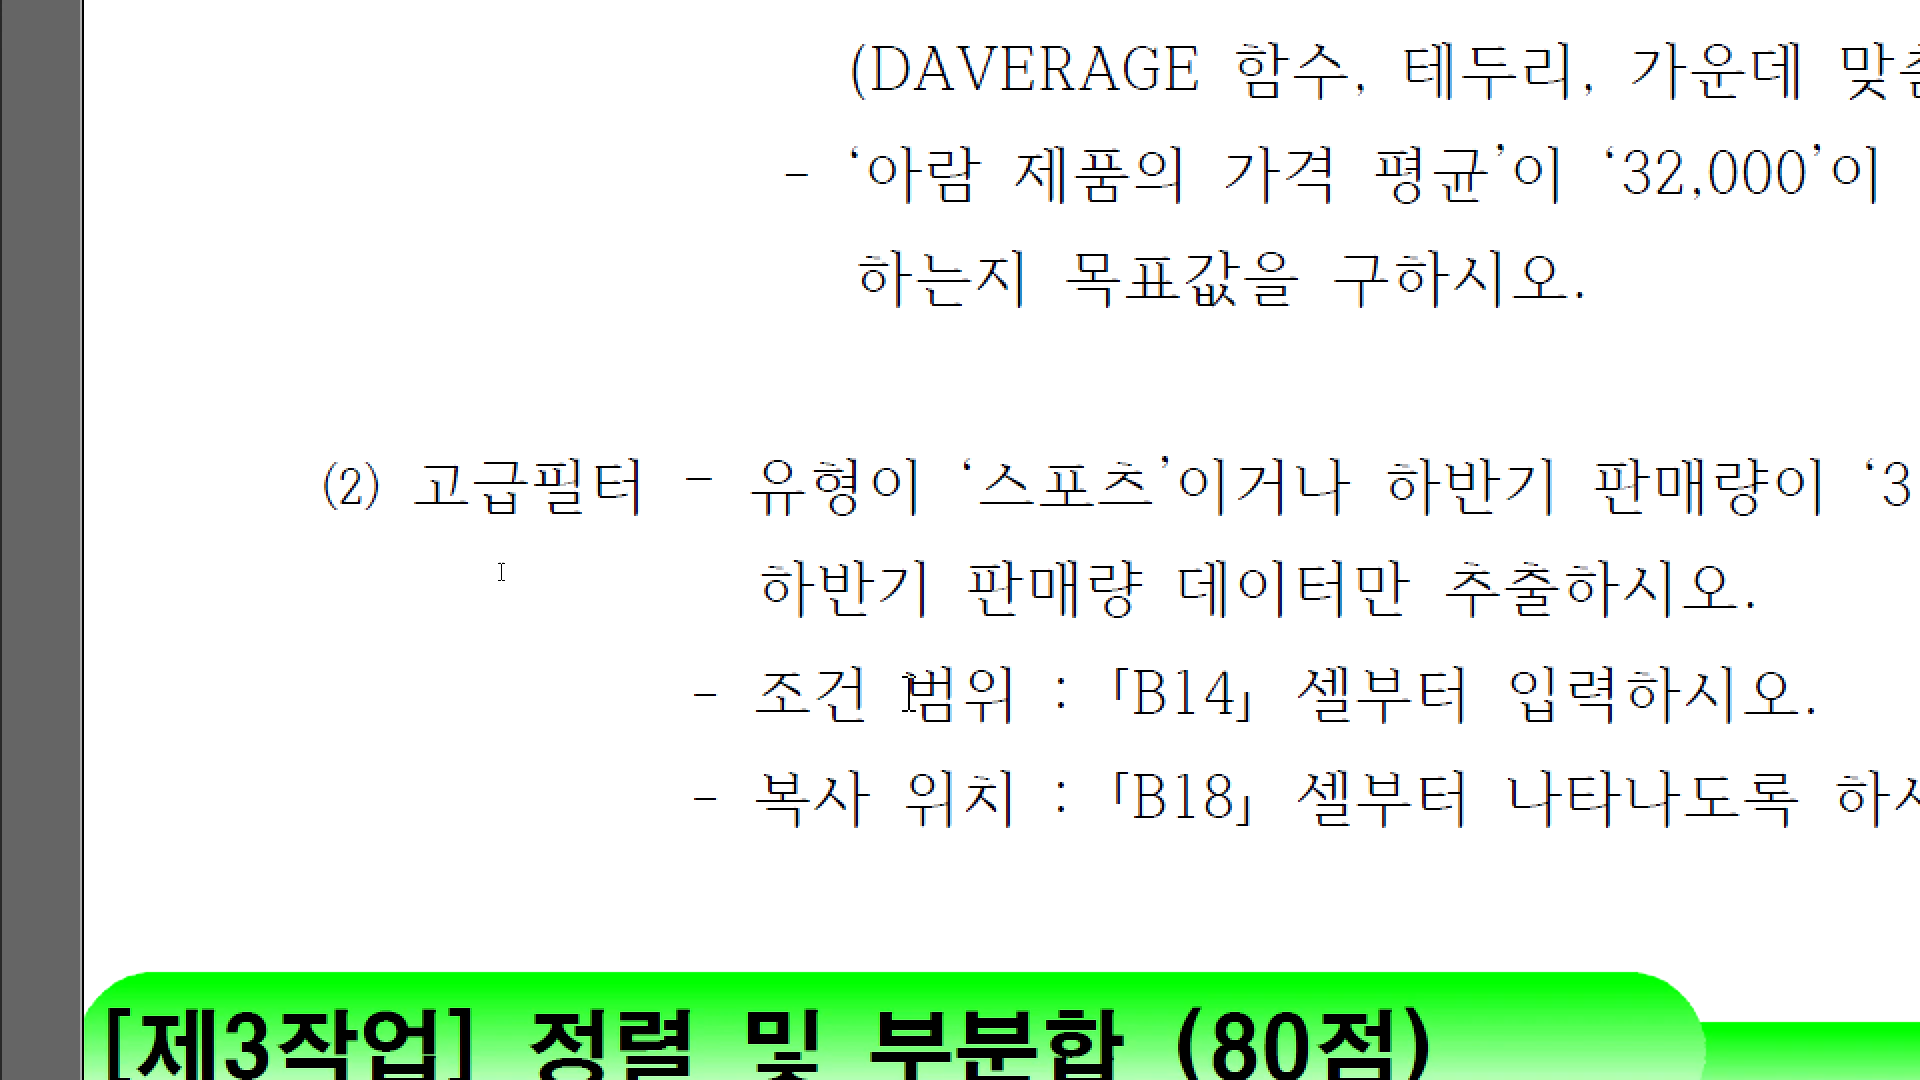 (DAVERAGE 함수, 테두리, 가운데
- ‘아람 제품의 가격 평균’이 ‘32,000’이
하는지 목표값을 구하시오.
(2) 고급필터 - 유형이 ‘스포츠’이거나 하반기 판매량이 ‘3
하반기 판매량 데이터만 추출하시오.
- 조건 범위 : 「B14」 셀부터 입력하시오.
- 복사 위치 : 「B18」 셀부터 나타나도록
[제3작업] 정렬 및 부분합 (80점)